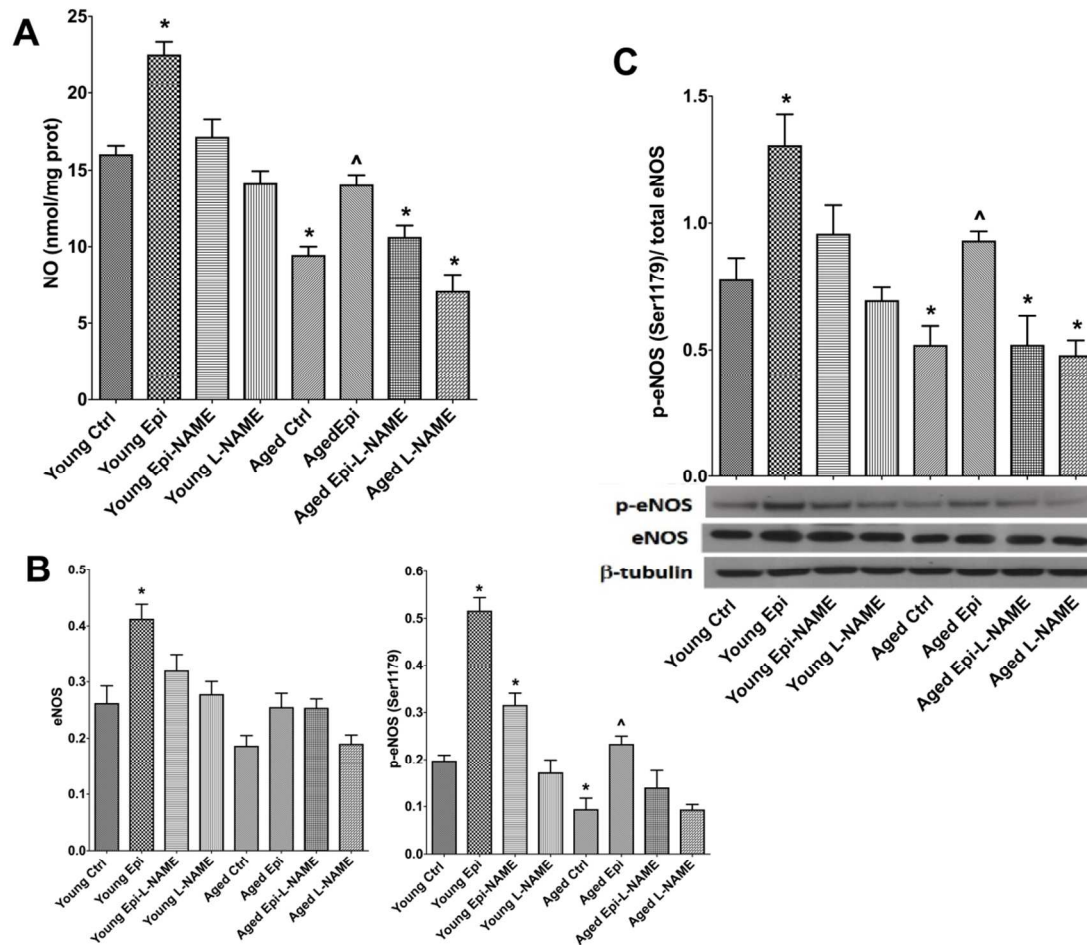 A
NO (nmol/mg prot)
25
20
15
10
5
0
*
*
^
*
*
Young Ctrl
Young Epi
Young Epi-NAME
Young L-NAME
Aged Ctrl
AgedEpi
Aged Epi-L-NAME
Aged L-NAME
B
eNOS
0.5
0.4
0.3
0.2
0.1
0.0
*
Young Ctrl
Young Epi
Young Epi-L-NAME
Young L-NAME
Aged Ctrl
Aged Epi
Aged Epi-L-NAME
Aged L-NAME
p-eNOS (Ser1179)
0.6
0.5
0.4
0.3
0.2
0.1
0.0
*
*
*
^
Young Ctrl
Young Epi
Young Epi-NAME
Young L-NAME
Aged Ctrl
Aged Epi
Aged Epi-L-NAME
Aged L-NAME
C
p-eNOS (Ser1179)/ total eNOS
1.5
1.0
0.5
0.0
*
*
^
*
*
p-eNOS
eNOS
β-tubulin
Young Ctrl
Young Epi
Young Epi-NAME
Young L-NAME
Aged Ctrl
Aged Epi
Aged Epi-L-NAME
Aged L-NAME